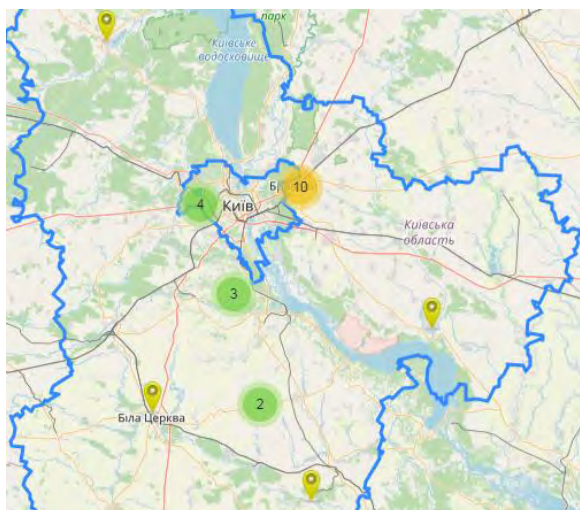 парк
Київське
водосховище
Бр
10
4
Київ
Київська
область
3
2
Біла Церква